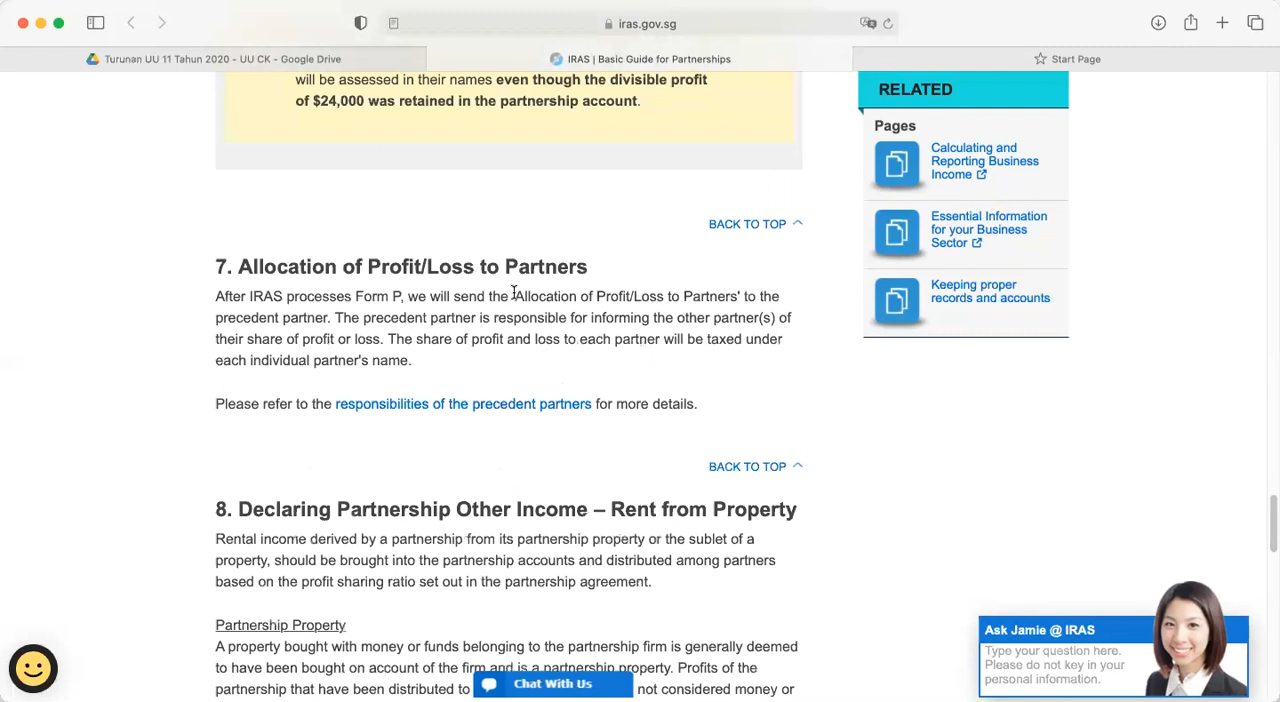 iras.gov.sg
Turunan UU 11 Tahun 2020 - UU CK - Google Drive
IRAS | Basic Guide for Partnerships
Start Page
will be assessed in their names even though the divisible profit
of $24,000 was retained in the partnership account.
BACK TO TOP
7. Allocation of Profit/Loss to Partners
After IRAS processes Form P, we will send the 'Allocation of Profit/Loss to Partners' to the
precedent partner. The precedent partner is responsible for informing the other partner(s) of
their share of profit or loss. The share of profit and loss to each partner will be taxed under
each individual partner's name.
Please refer to the responsibilities of the precedent partners for more details.
BACK TO TOP
8. Declaring Partnership Other Income – Rent from Property
Rental income derived by a partnership from its partnership property or the sublet of a
property, should be brought into the partnership accounts and distributed among partners
based on the profit sharing ratio set out in the partnership agreement.
Partnership Property
A property bought with money or funds belonging to the partnership firm is generally deemed
to have been bought on account of the firm and is a partnership property. Profits of the
partnership that have been distributed to
not considered money or
RELATED
Pages
Calculating and
Reporting Business
Income
Essential Information
for your Business
Sector
Keeping proper
records and accounts
Chat With Us
Ask Jamie @ IRAS
Type your question here.
Please do not key in your
personal information.